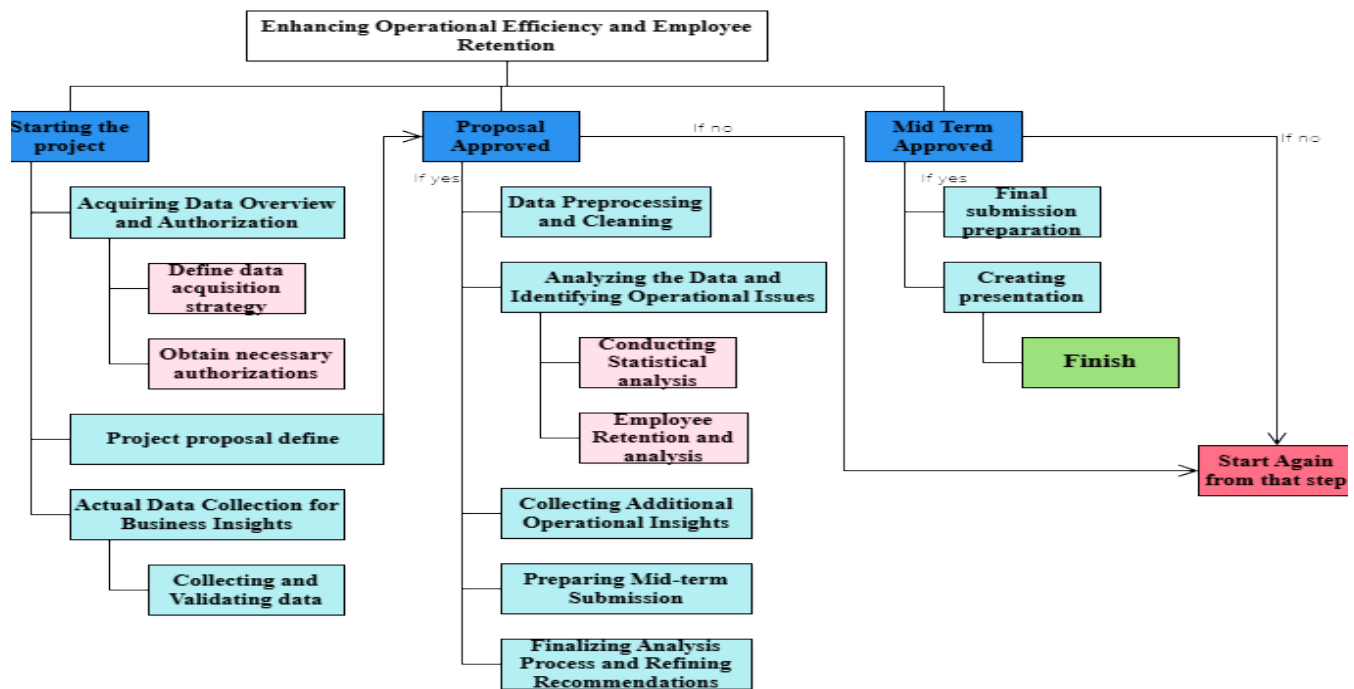 Enhancing Operational Efficiency and Employee
Retention
Starting the
project
Acquiring Data Overview
and Authorization
Define data
acquisition
strategy
Obtain necessary
authorizations
Project proposal define
Actual Data Collection for
Business Insights
Collecting and
Validating data
Proposal
Approved
If no
If yes
Data Preprocessing
and Cleaning
Analyzing the Data and
Identifying Operational Issues
Conducting
Statistical
analysis
Employee
Retention and
analysis
Collecting Additional
Operational Insights
Preparing Mid-term
Submission
Finalizing Analysis
Process and Refining
Recommendations
Mid Term
Approved
If no
If yes
Final
submission
preparation
Creating
presentation
Finish
Start Again
from that step